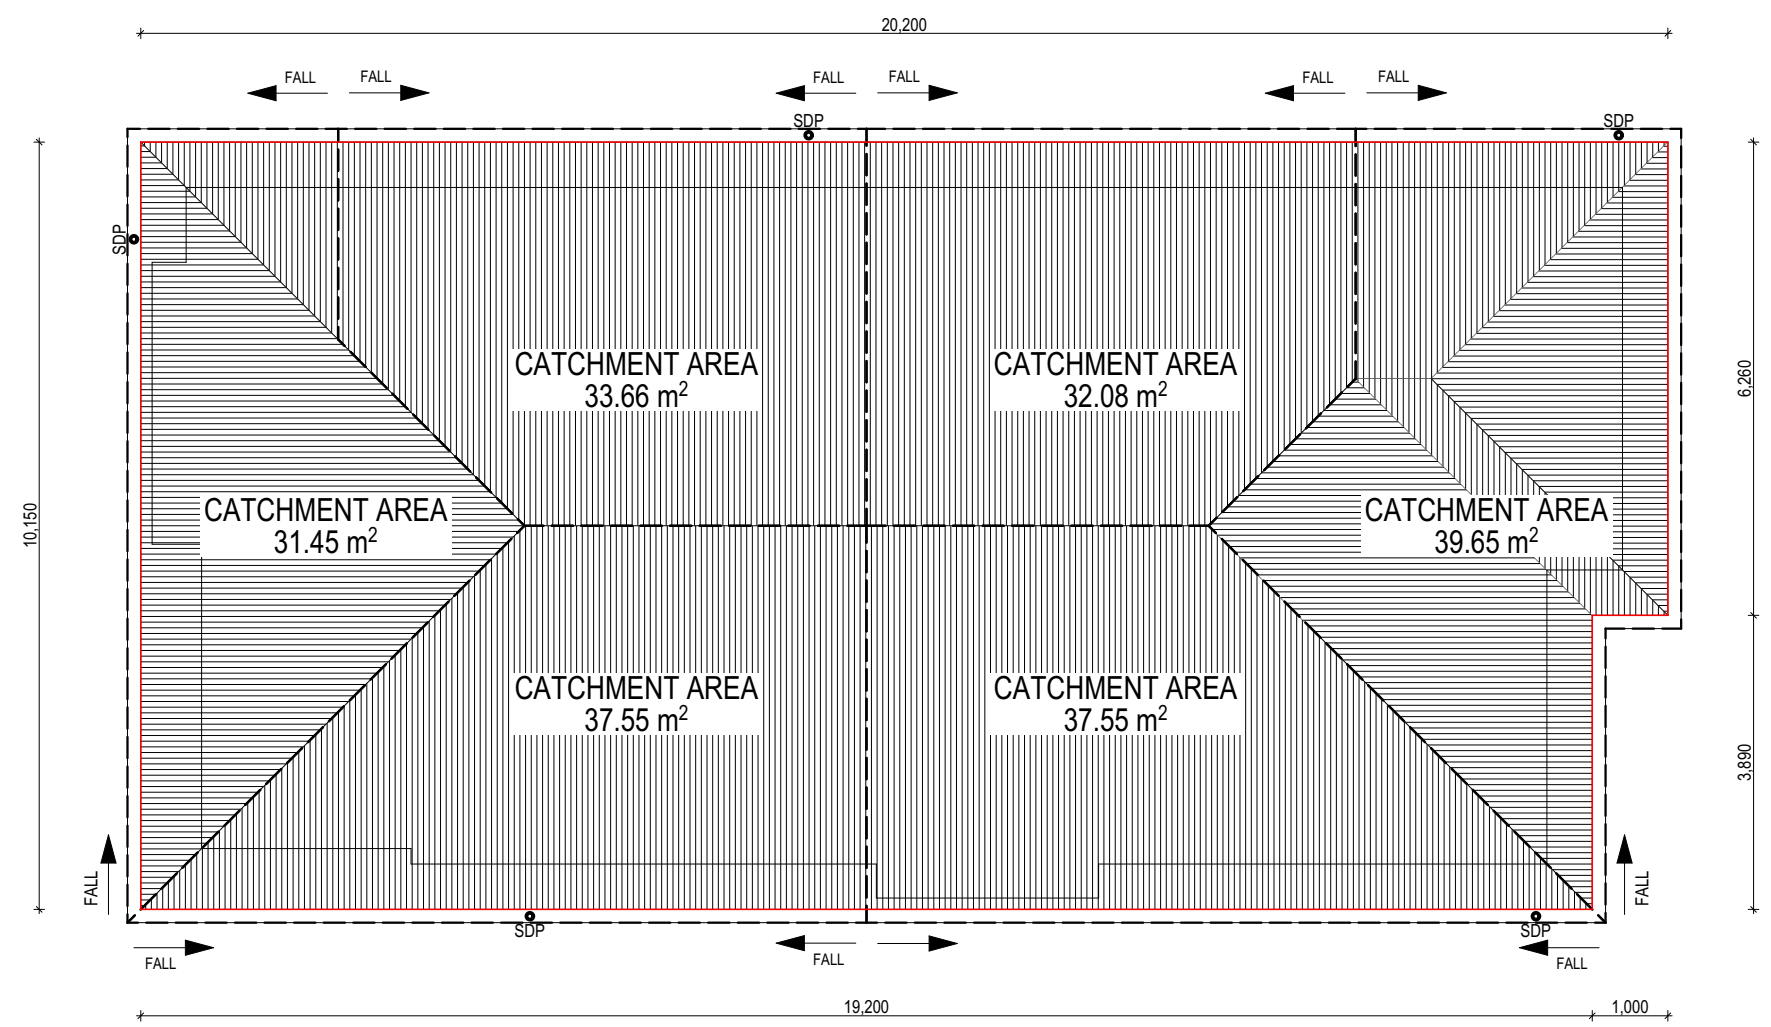 20,200
FALL
FALL
FALL
FALL
FALL
FALL
SDP
SDP
SDP
CATCHMENT AREA
33.66 m²
CATCHMENT AREA
32.08 m²
6,260
10,150
CATCHMENT AREA
31.45 m²
CATCHMENT AREA
39.65 m²
CATCHMENT AREA
37.55 m²
CATCHMENT AREA
37.55 m²
3,890
FALL
FALL
SDP
SDP
FALL
FALL
FALL
19,200
1,000